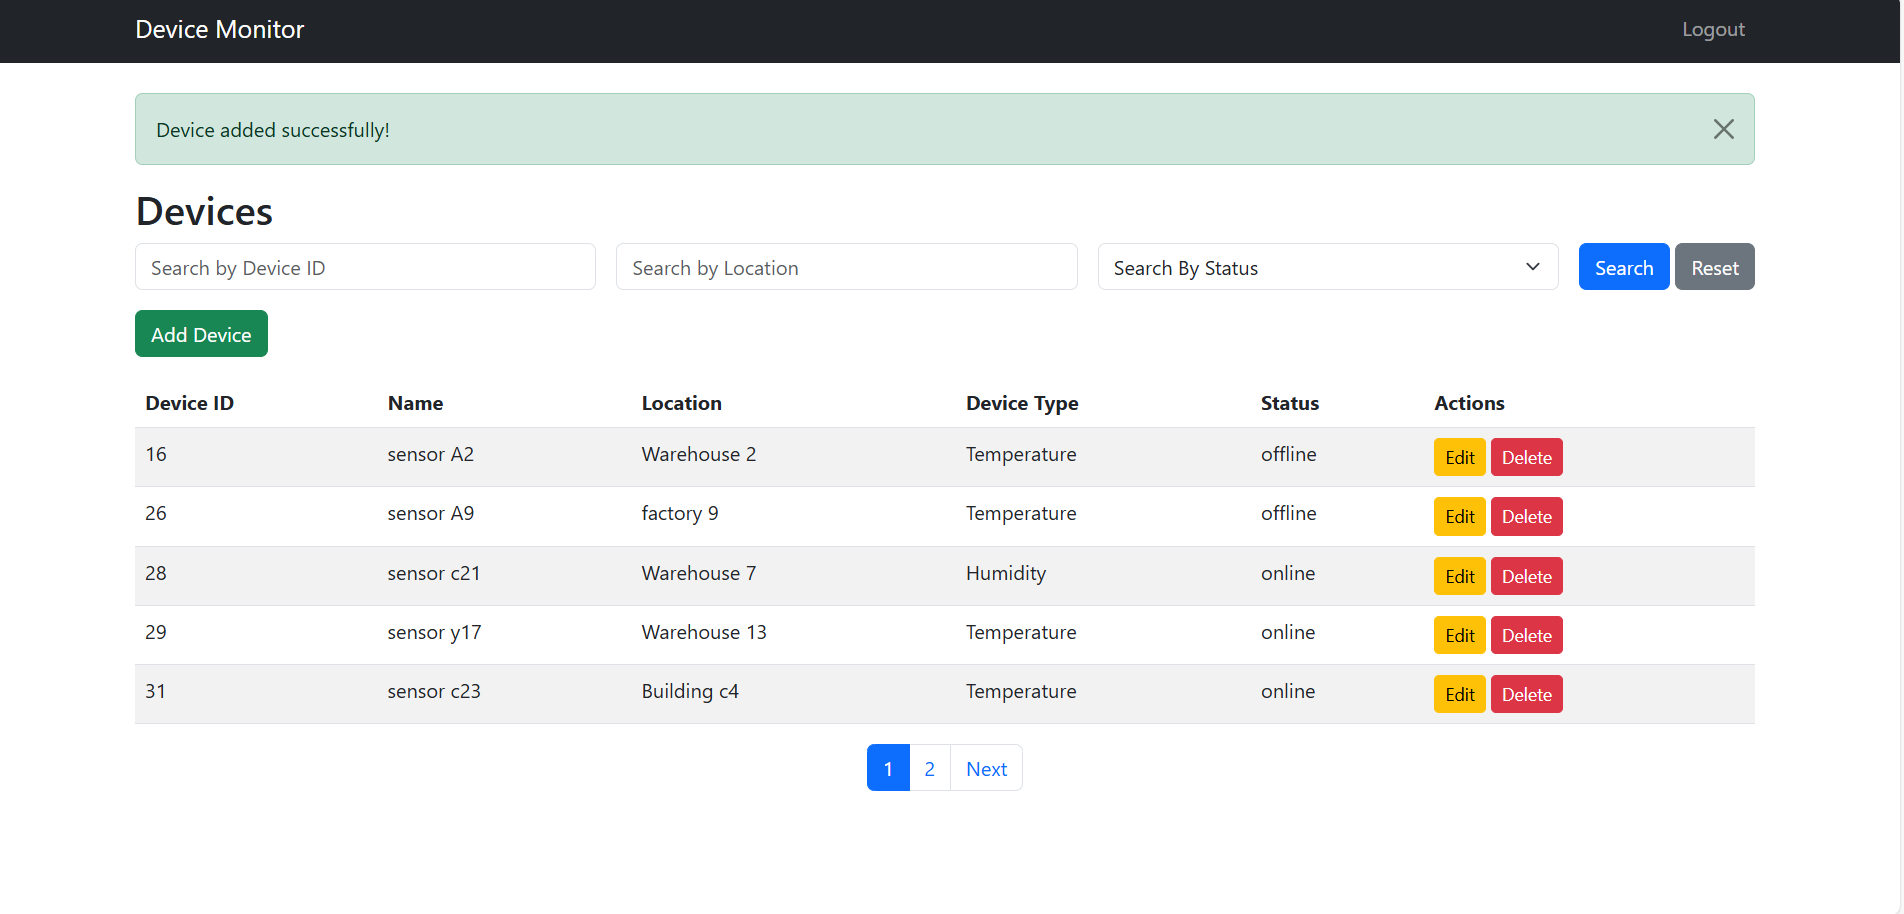 Device Monitor Logout
Device added successfully!
Devices
Search by Device ID Search by Location Search By Status Search Reset
Add Device
Device ID Name Location Device Type Status Actions
16 sensor A2 Warehouse 2 Temperature offline Edit Delete
26 sensor A9 factory 9 Temperature offline Edit Delete
28 sensor c21 Warehouse 7 Humidity online Edit Delete
29 sensor y17 Warehouse 13 Temperature online Edit Delete
31 sensor c23 Building c4 Temperature online Edit Delete
1 2 Next